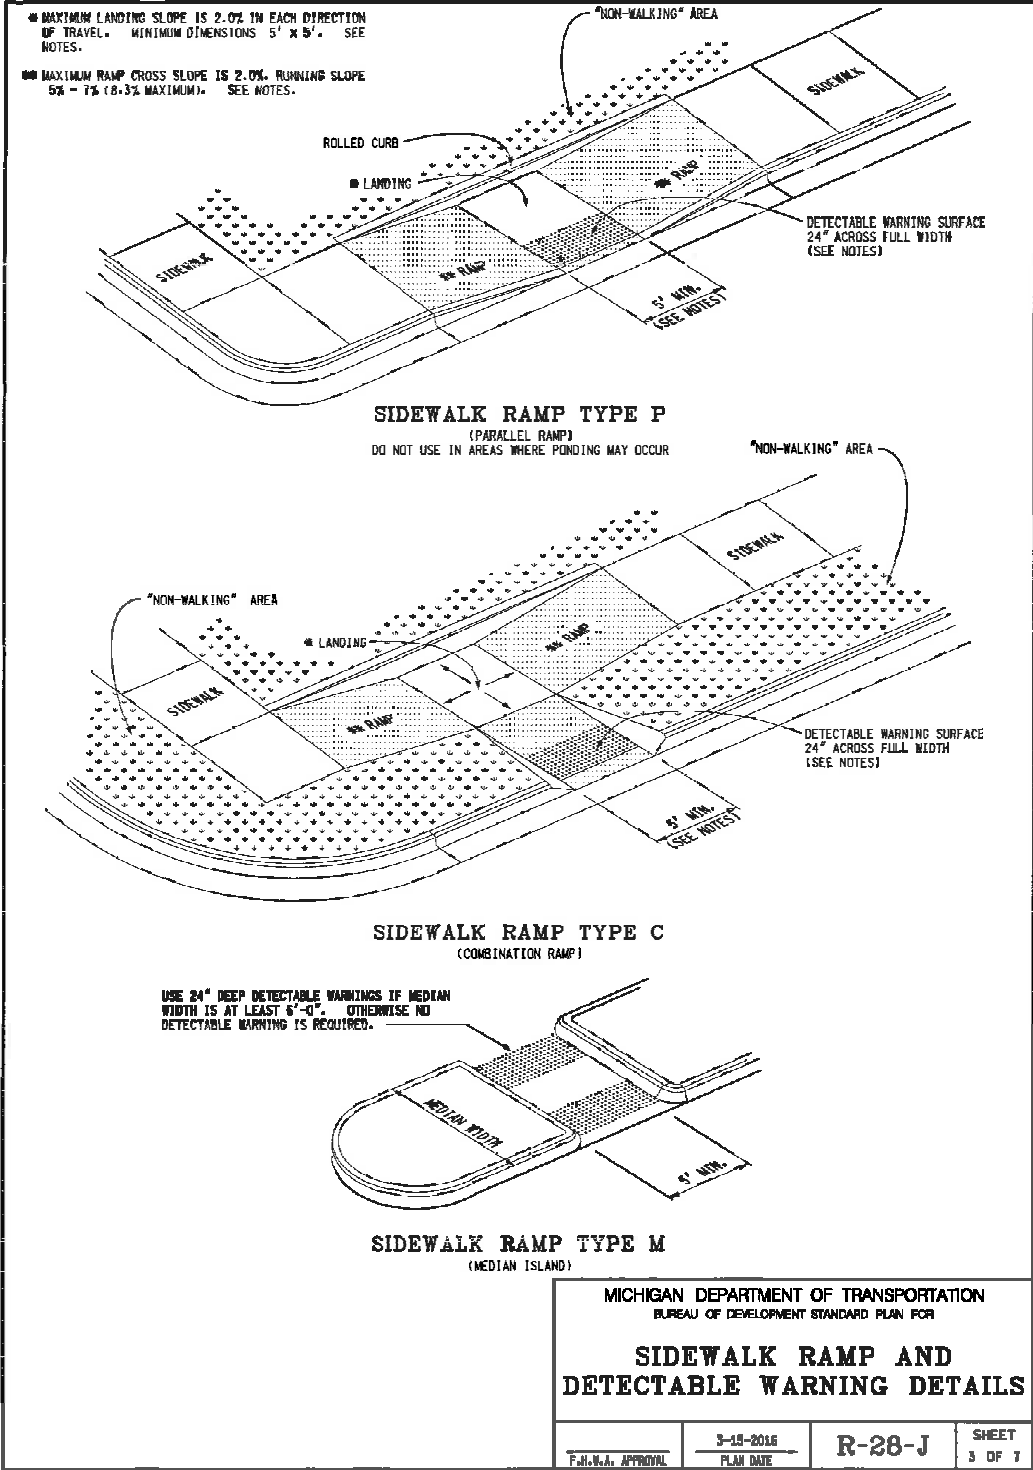 * MAXIMUM LANDING SLOPE IS 2.0% IN EACH DIRECTION
OF TRAVEL. MINIMUM DIMENSIONS 5' X 5'. SEE
NOTES.
** MAXIMUM RAMP CROSS SLOPE IS 2.0%. RUNNING SLOPE
5% - 7% (8.3% MAXIMUM). SEE NOTES.
"NON-WALKING" AREA
SIDEWALK
ROLLED CURB
* LANDING
** RAMP
DETECTABLE WARNING SURFACE
24" ACROSS FULL WIDTH
(SEE NOTES)
SIDEWALK
** RAMP
5' MIN.
(SEE NOTES)
SIDEWALK RAMP TYPE P
(PARALLEL RAMP)
DO NOT USE IN AREAS WHERE PONDING MAY OCCUR
"NON-WALKING" AREA
SIDEWALK
"NON-WALKING" AREA
* LANDING
** RAMP
SIDEWALK
** RAMP
DETECTABLE WARNING SURFACE
24" ACROSS FULL WIDTH
(SEE NOTES)
5' MIN.
(SEE NOTES)
SIDEWALK RAMP TYPE C
(COMBINATION RAMP)
USE 24" DEEP DETECTABLE WARNINGS IF MEDIAN
WIDTH IS AT LEAST 6'-0". OTHERWISE NO
DETECTABLE WARNING IS REQUIRED.
MEDIAN WIDTH
5' MIN.
SIDEWALK RAMP TYPE M
(MEDIAN ISLAND)
MICHIGAN DEPARTMENT OF TRANSPORTATION
BUREAU OF DEVELOPMENT STANDARD PLAN FOR
SIDEWALK RAMP AND
DETECTABLE WARNING DETAILS
F.H.W.A. APPROVAL
3-15-2016
PLAN DATE
R-28-J
SHEET
3 OF 7